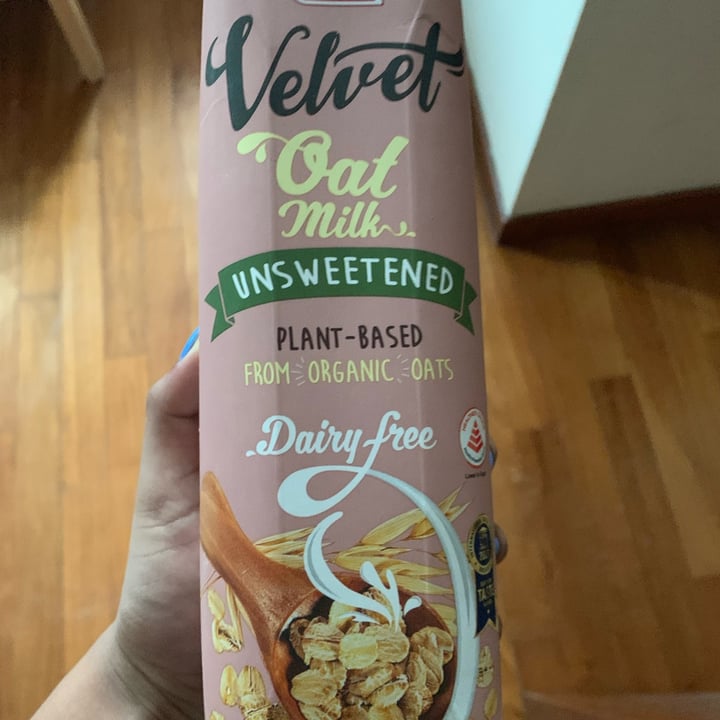 Velvet
Oat
Milk
UNSWEETENED
PLANT-BASED
FROM ORGANIC OATS
Dairy free